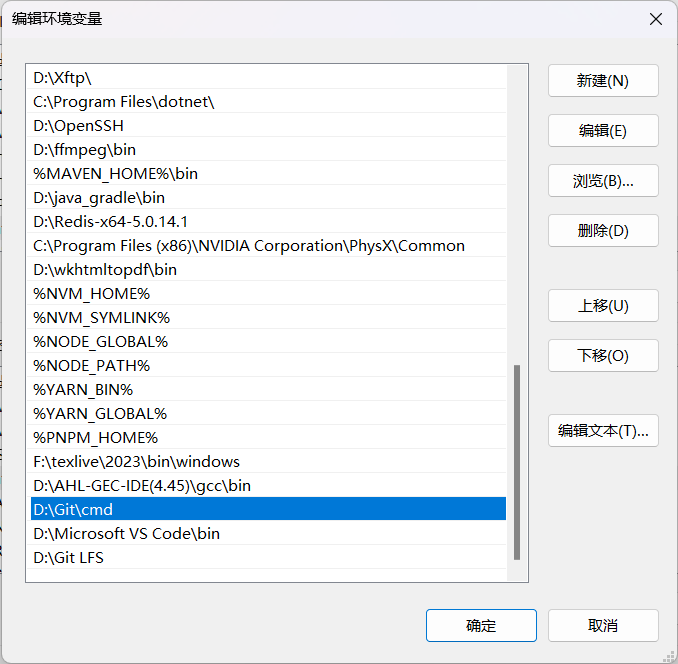 编辑环境变量
D:\Xftp\
C:\Program Files\dotnet\
D:\OpenSSH
D:\ffmpeg\bin
%MAVEN_HOME%\bin
D:\java_gradle\bin
D:\Redis-x64-5.0.14.1
C:\Program Files (x86)\NVIDIA Corporation\PhysX\Common
D:\wkhtmltopdf\bin
%NVM_HOME%
%NVM_SYMLINK%
%NODE_GLOBAL%
%NODE_PATH%
%YARN_BIN%
%YARN_GLOBAL%
%PNPM_HOME%
F:\texlive\2023\bin\windows
D:\AHL-GEC-IDE(4.45)\gcc\bin
D:\Git\cmd
D:\Microsoft VS Code\bin
D:\Git LFS
新建(N)
编辑(E)
浏览(B)...
删除(D)
上移(U)
下移(O)
编辑文本(T)...
确定
取消